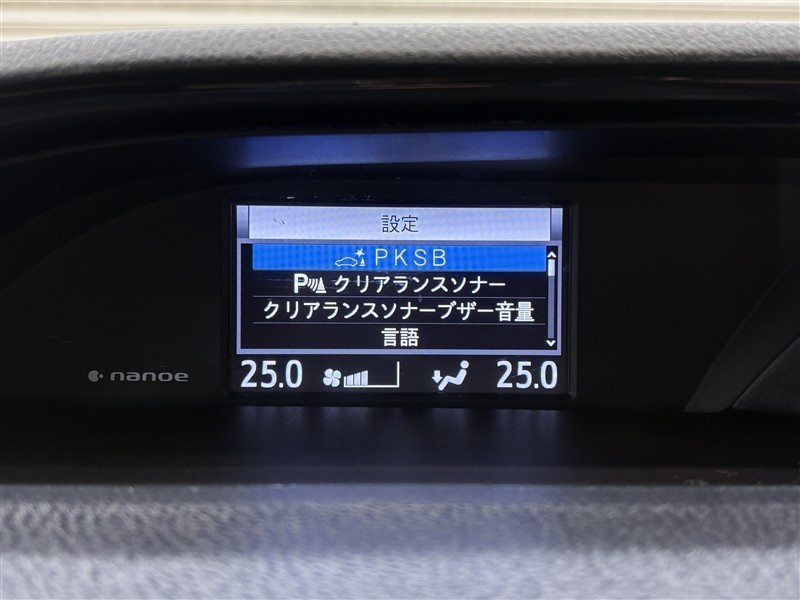 設定
PKSB
Pクリアランスソナー
クリアランスソナーブザー音量
言語
25.0 25.0
nanoe